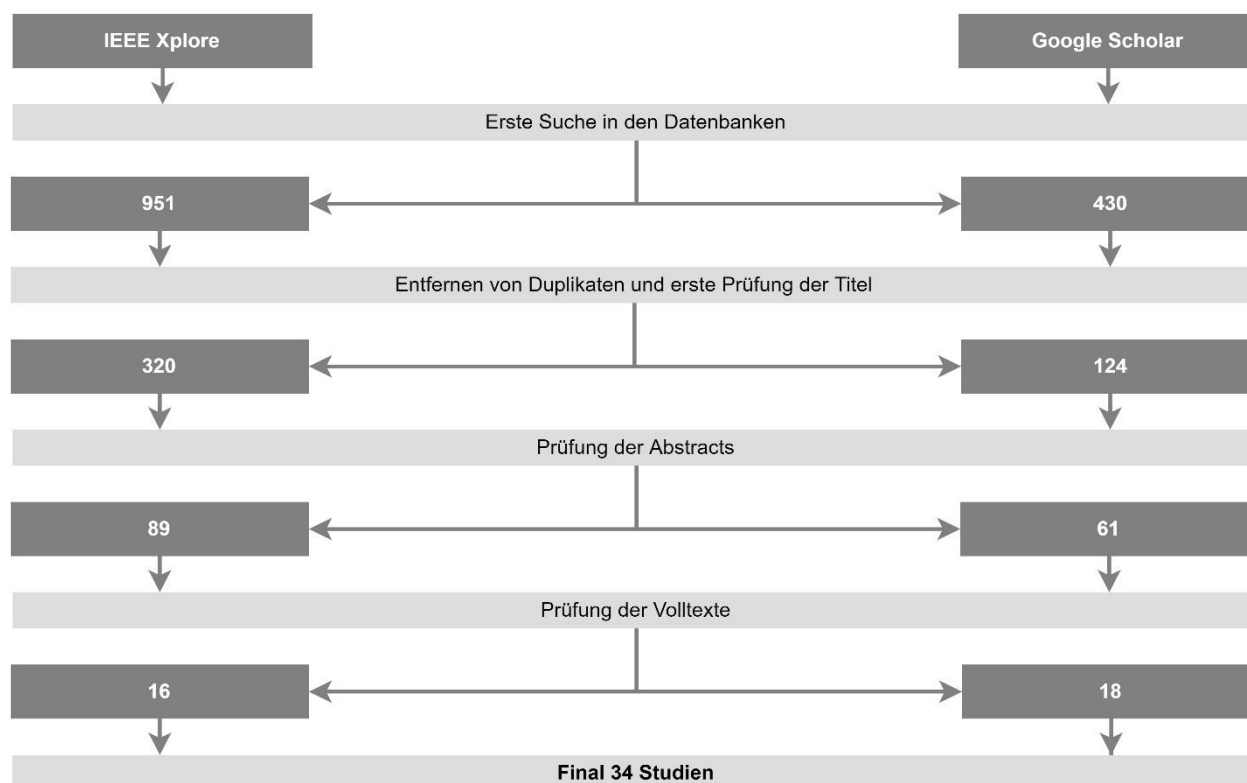 IEEE Xplore
Google Scholar
Erste Suche in den Datenbanken
951
430
Entfernen von Duplikaten und erste Prüfung der Titel
320
124
Prüfung der Abstracts
89
61
Prüfung der Volltexte
16
18
Final 34 Studien